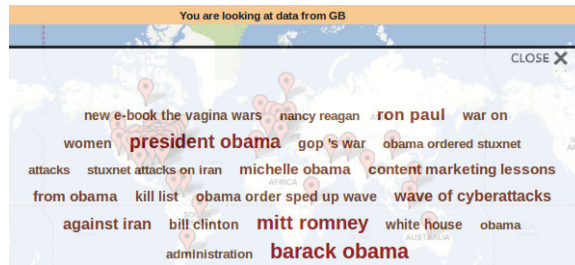 You are looking at data from GB
CLOSE X
new e-book the vagina wars nancy reagan ron paul war on
women president obama gop 's war obama ordered stuxnet
attacks stuxnet attacks on iran michelle obama content marketing lessons
from obama kill list obama order sped up wave wave of cyberattacks
against iran bill clinton mitt romney white house obama
administration barack obama
AFRICA
AUSTRALIA